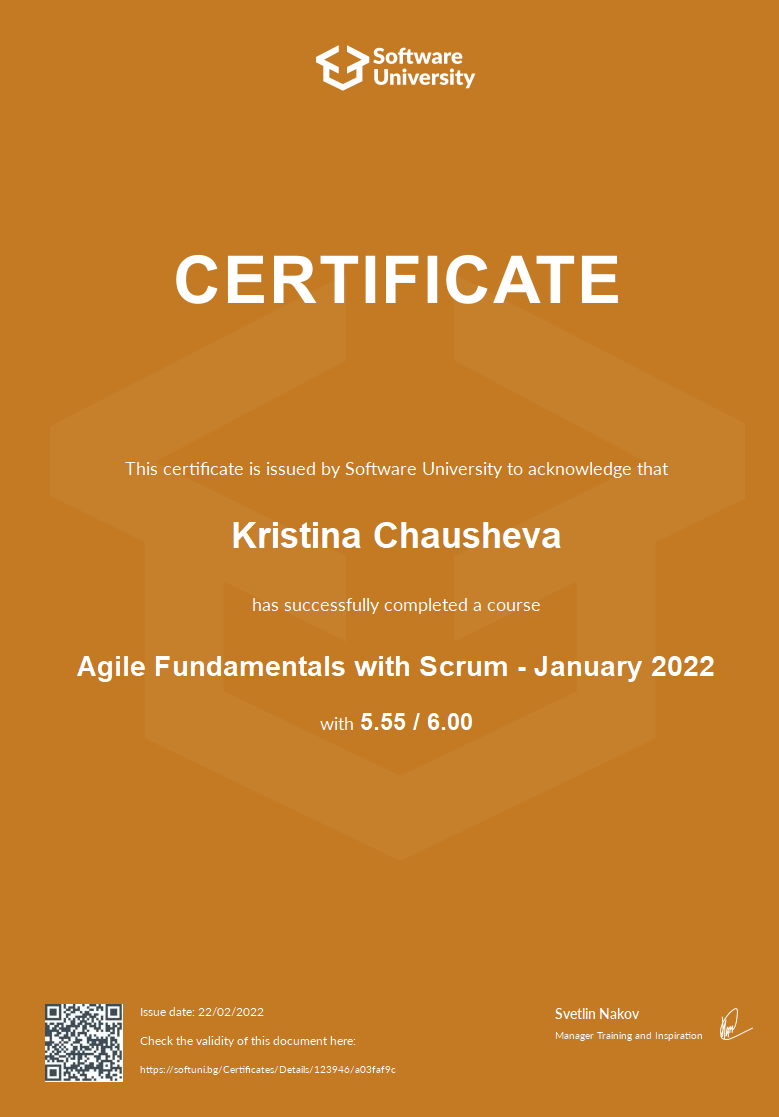 Software
University
CERTIFICATE
This certificate is issued by Software University to acknowledge that
Kristina Chausheva
has successfully completed a course
Agile Fundamentals with Scrum - January 2022
with 5.55 / 6.00
Issue date: 22/02/2022
Check the validity of this document here:
https://softuni.bg/Certificates/Details/123946/a03faf9c
Svetlin Nakov
Manager Training and Inspiration